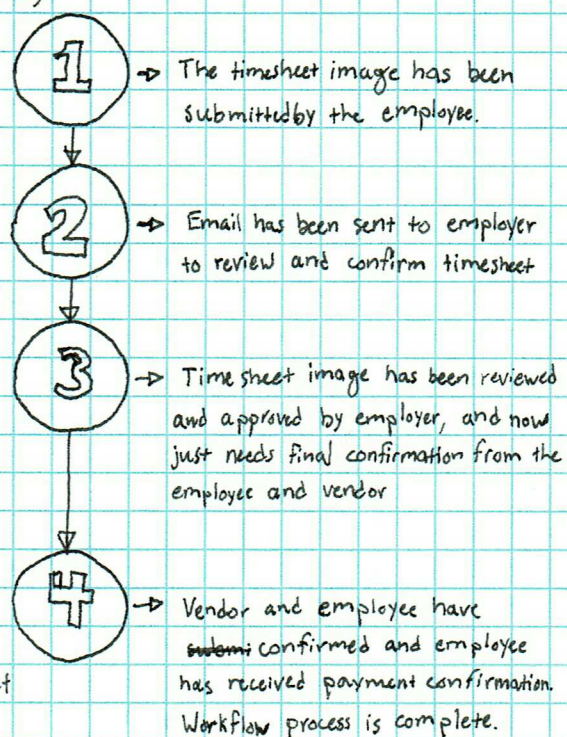 1
The timesheet image has been
submittedby the employee.
2
Email has been sent to employer
to review and confirm timesheet
3
Time sheet image has been reviewed
and approved by employer, and now
just needs final confirmation from the
employee and vendor
4
Vendor and employee have
submi confirmed and employee
has received payment confirmation.
Workflow process is complete.